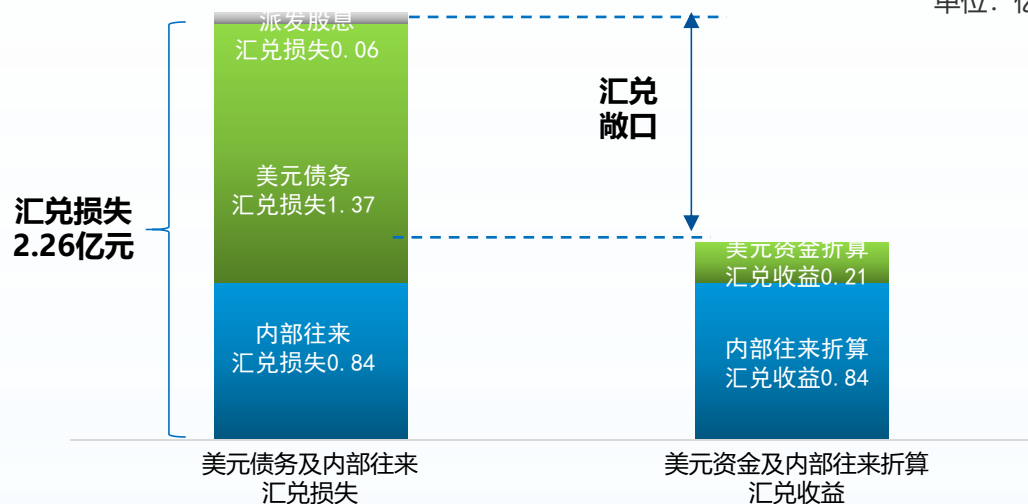 单位：亿
派发股息
汇兑损失0.06
汇兑
敞口
美元债务
汇兑损失1.37
汇兑损失
2.26亿元
美元资金折算
汇兑收益0.21
内部往来
汇兑损失0.84
内部往来折算
汇兑收益0.84
美元债务及内部往来
汇兑损失
美元资金及内部往来折算
汇兑收益